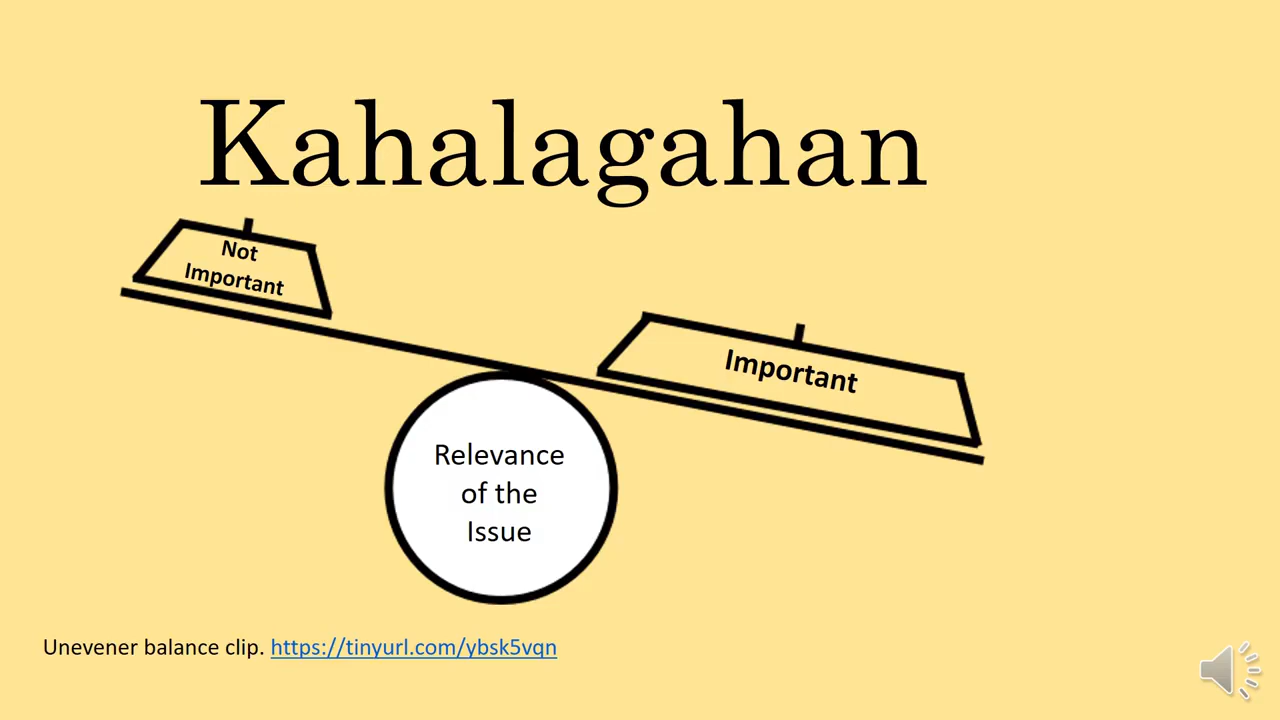 Kahalagahan
Not
Important
Important
Relevance
of the
Issue
Unevener balance clip. https://tinyurl.com/ybsk5vqn